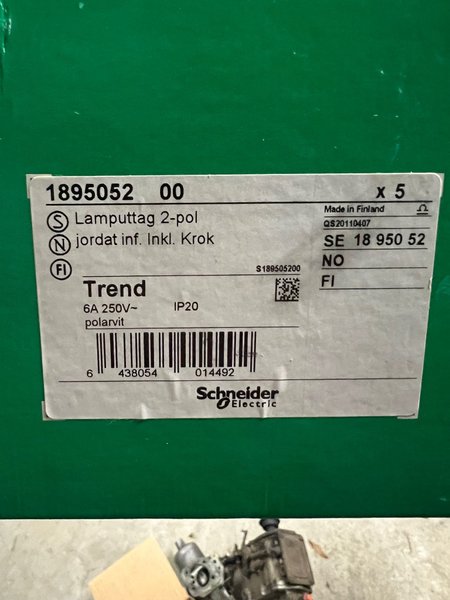 1895052 00 x 5
S Lamputtag 2-pol
N jordat inf. Inkl. Krok
FI
Made in Finland
QS20110407
SE 18 950 52
NO
FI
S189505200
Trend
6A 250V~ IP20
polarvit
6 438054 014492
Schneider
Electric